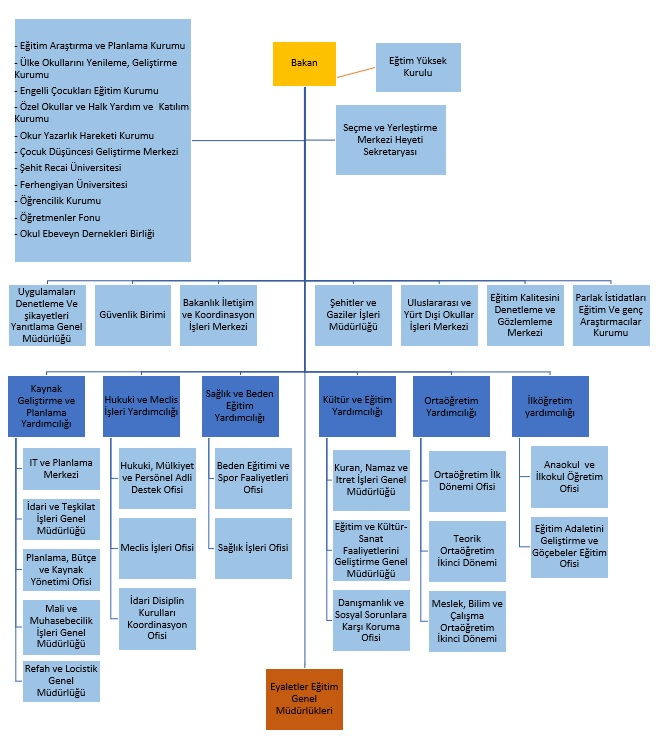 - Eğitim Araştırma ve Planlama Kurumu
- Ülke Okullarını Yenileme, Geliştirme
Kurumu
- Engelli Çocukları Eğitim Kurumu
- Özel Okullar ve Halk Yardım ve Katılım
Kurumu
- Okur Yazarlık Hareketi Kurumu
- Çocuk Düşüncesi Geliştirme Merkezi
- Şehit Recai Üniversitesi
- Ferhengiyan Üniversitesi
- Öğrencilik Kurumu
- Öğretmenler Fonu
- Okul Ebeveyn Dernekleri Birliği
Bakan
Eğtim Yüksek
Kurulu
Seçme ve Yerleştirme
Merkezi Heyeti
Sekretaryası
Uygulamaları
Denetleme Ve
şikayetleri
Yanıtlama Genel
Müdürlüğü
Güvenlik Birimi
Bakanlık İletişim
ve Koordinasyon
İşleri Merkezi
Şehitler ve
Gaziler İşleri
Müdürlüğü
Uluslararası ve
Yürt Dişi Okullar
İşleri Merkezi
Eğitim Kalitesini
Denetleme ve
Gözlemleme
Merkezi
Parlak İstidatları
Eğitim Ve genç
Araştırmacılar
Kurumu
Kaynak
Geliştirme ve
Planlama
Yardımcılığı
Hukuki ve Meclis
İşleri Yardımcılığı
Sağlık ve Beden
Eğitim
Yardımcılığı
Kültür ve Eğitim
Yardımcılığı
Ortaöğretim
Yardımcılığı
İlköğretim
yardımcılığı
IT ve Planlama
Merkezi
İdari ve Teşkilat
İşleri Genel
Müdürlüğü
Planlama, Bütçe
ve Kaynak
Yönetimi Ofisi
Mali ve
Muhasebecilik
İşleri Genel
Müdürlüğü
Refah ve Locistik
Genel
Müdürlüğü
Hukuki, Mülkiyet
ve Persönel Adli
Destek Ofisi
Meclis İşleri Ofisi
İdari Disiplin
Kurulları
Koordinasyon
Ofisi
Beden Eğitimi ve
Spor Faaliyetleri
Ofisi
Sağlık İşleri Ofisi
Kuran, Namaz ve
Itret İşleri Genel
Müdürlüğü
Eğitim ve Kültür-
Sanat
Faaliyetlerini
Geliştirme Genel
Müdürlüğü
Danışmanlık ve
Sosyal Sorunlara
Karşı Koruma
Ofisi
Ortaöğretim İlk
Dönemi Ofisi
Teorik
Ortaöğretim
İkinci Dönemi
Meslek, Bilim ve
Çalışma
Ortaöğretim
İkinci Dönemi
Anaokul ve
İlkokul Öğretim
Ofisi
Eğitim Adaletini
Geliştirme ve
Göçebeler Eğitim
Ofisi
Eyaletler Eğitim
Genel
Müdürlükleri